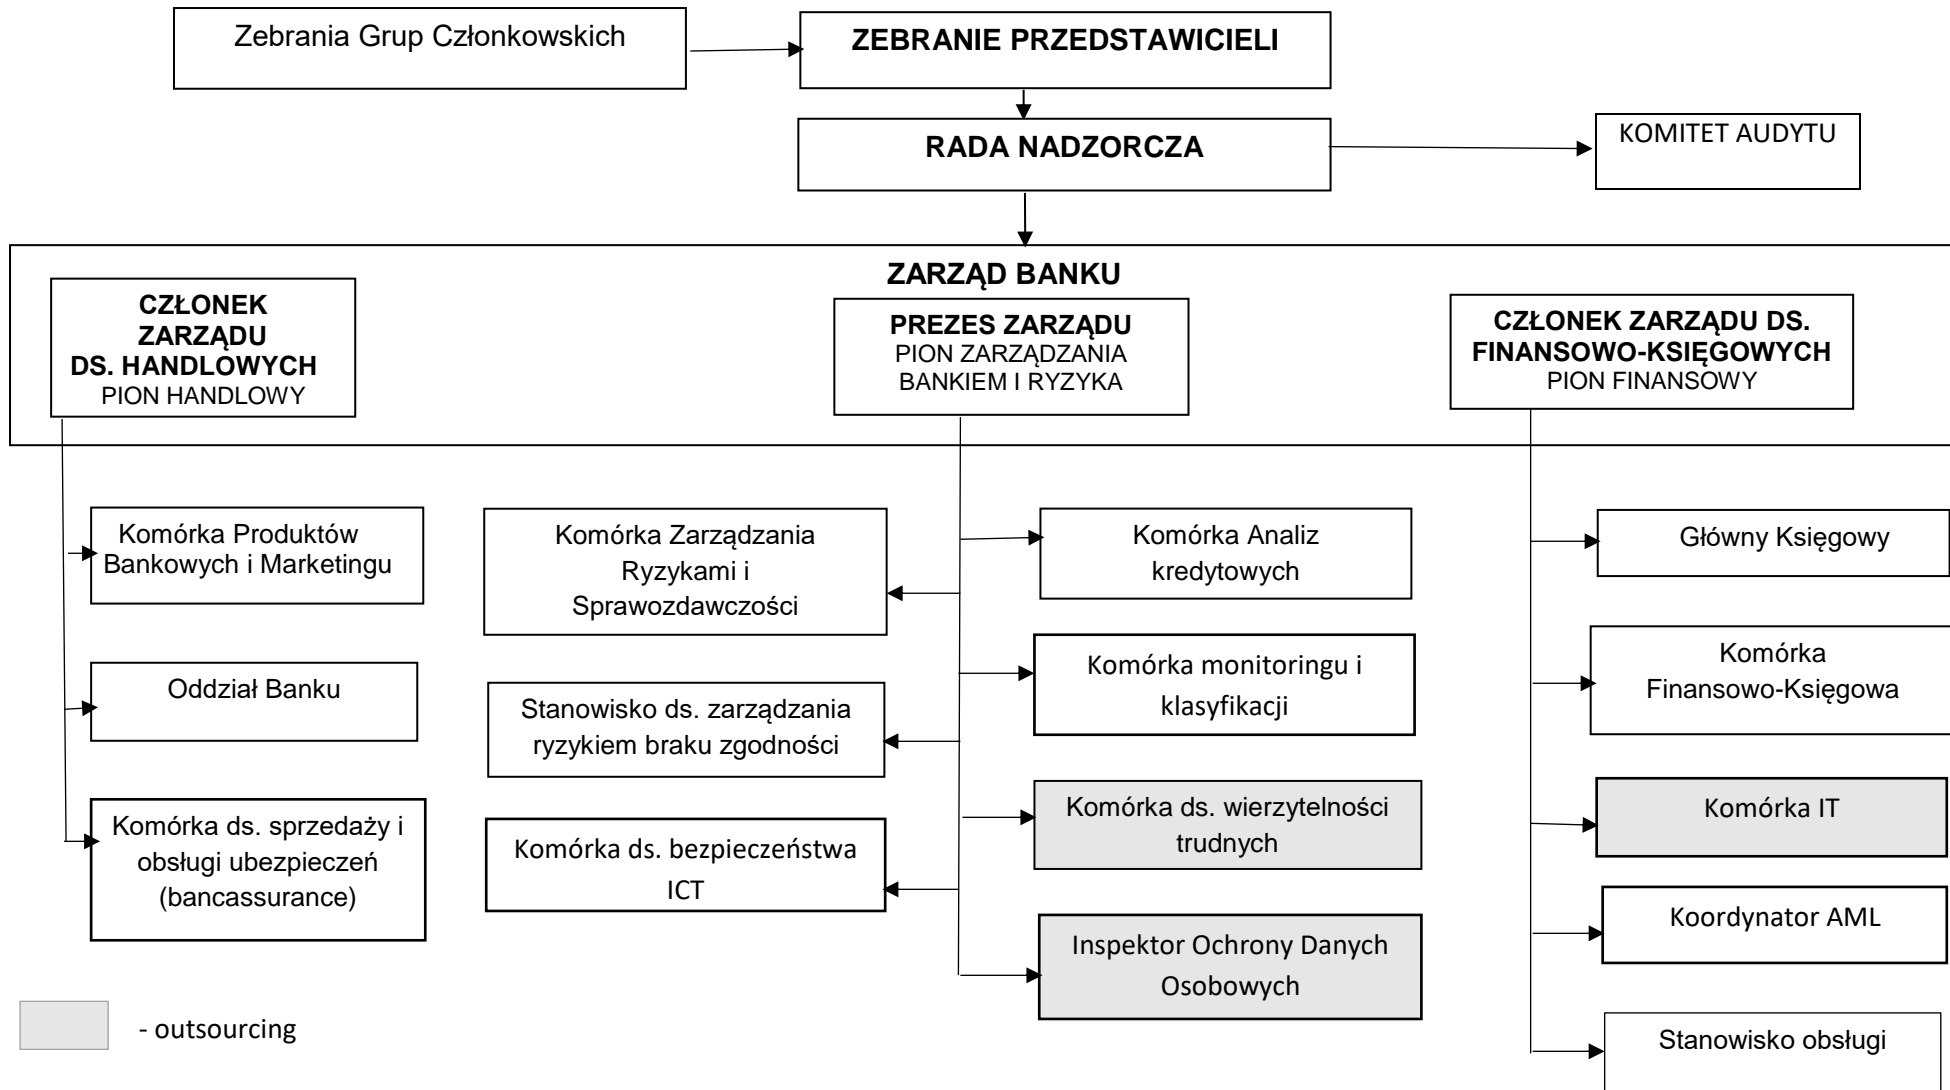 Zebrania Grup Członkowskich
ZEBRANIE PRZEDSTAWICIELI
RADA NADZORCZA
KOMITET AUDYTU
ZARZĄD BANKU
CZŁONEK
ZARZĄDU
DS. HANDLOWYCH
PION HANDLOWY
PREZES ZARZĄDU
PION ZARZĄDZANIA
BANKIEM I RYZYKA
CZŁONEK ZARZĄDU DS.
FINANSOWO-KSIĘGOWYCH
PION FINANSOWY
Komórka Produktów
Bankowych i Marketingu
Oddział Banku
Komórka ds. sprzedaży i
obsługi ubezpieczeń
(bancassurance)
Komórka Zarządzania
Ryzykami i
Sprawozdawczości
Stanowisko ds. zarządzania
ryzykiem braku zgodności
Komórka ds. bezpieczeństwa
ICT
Komórka Analiz
kredytowych
Komórka monitoringu i
klasyfikacji
Komórka ds. wierzytelności
trudnych
Inspektor Ochrony Danych
Osobowych
Główny Księgowy
Komórka
Finansowo-Księgowa
Komórka IT
Koordynator AML
Stanowisko obsługi
- outsourcing